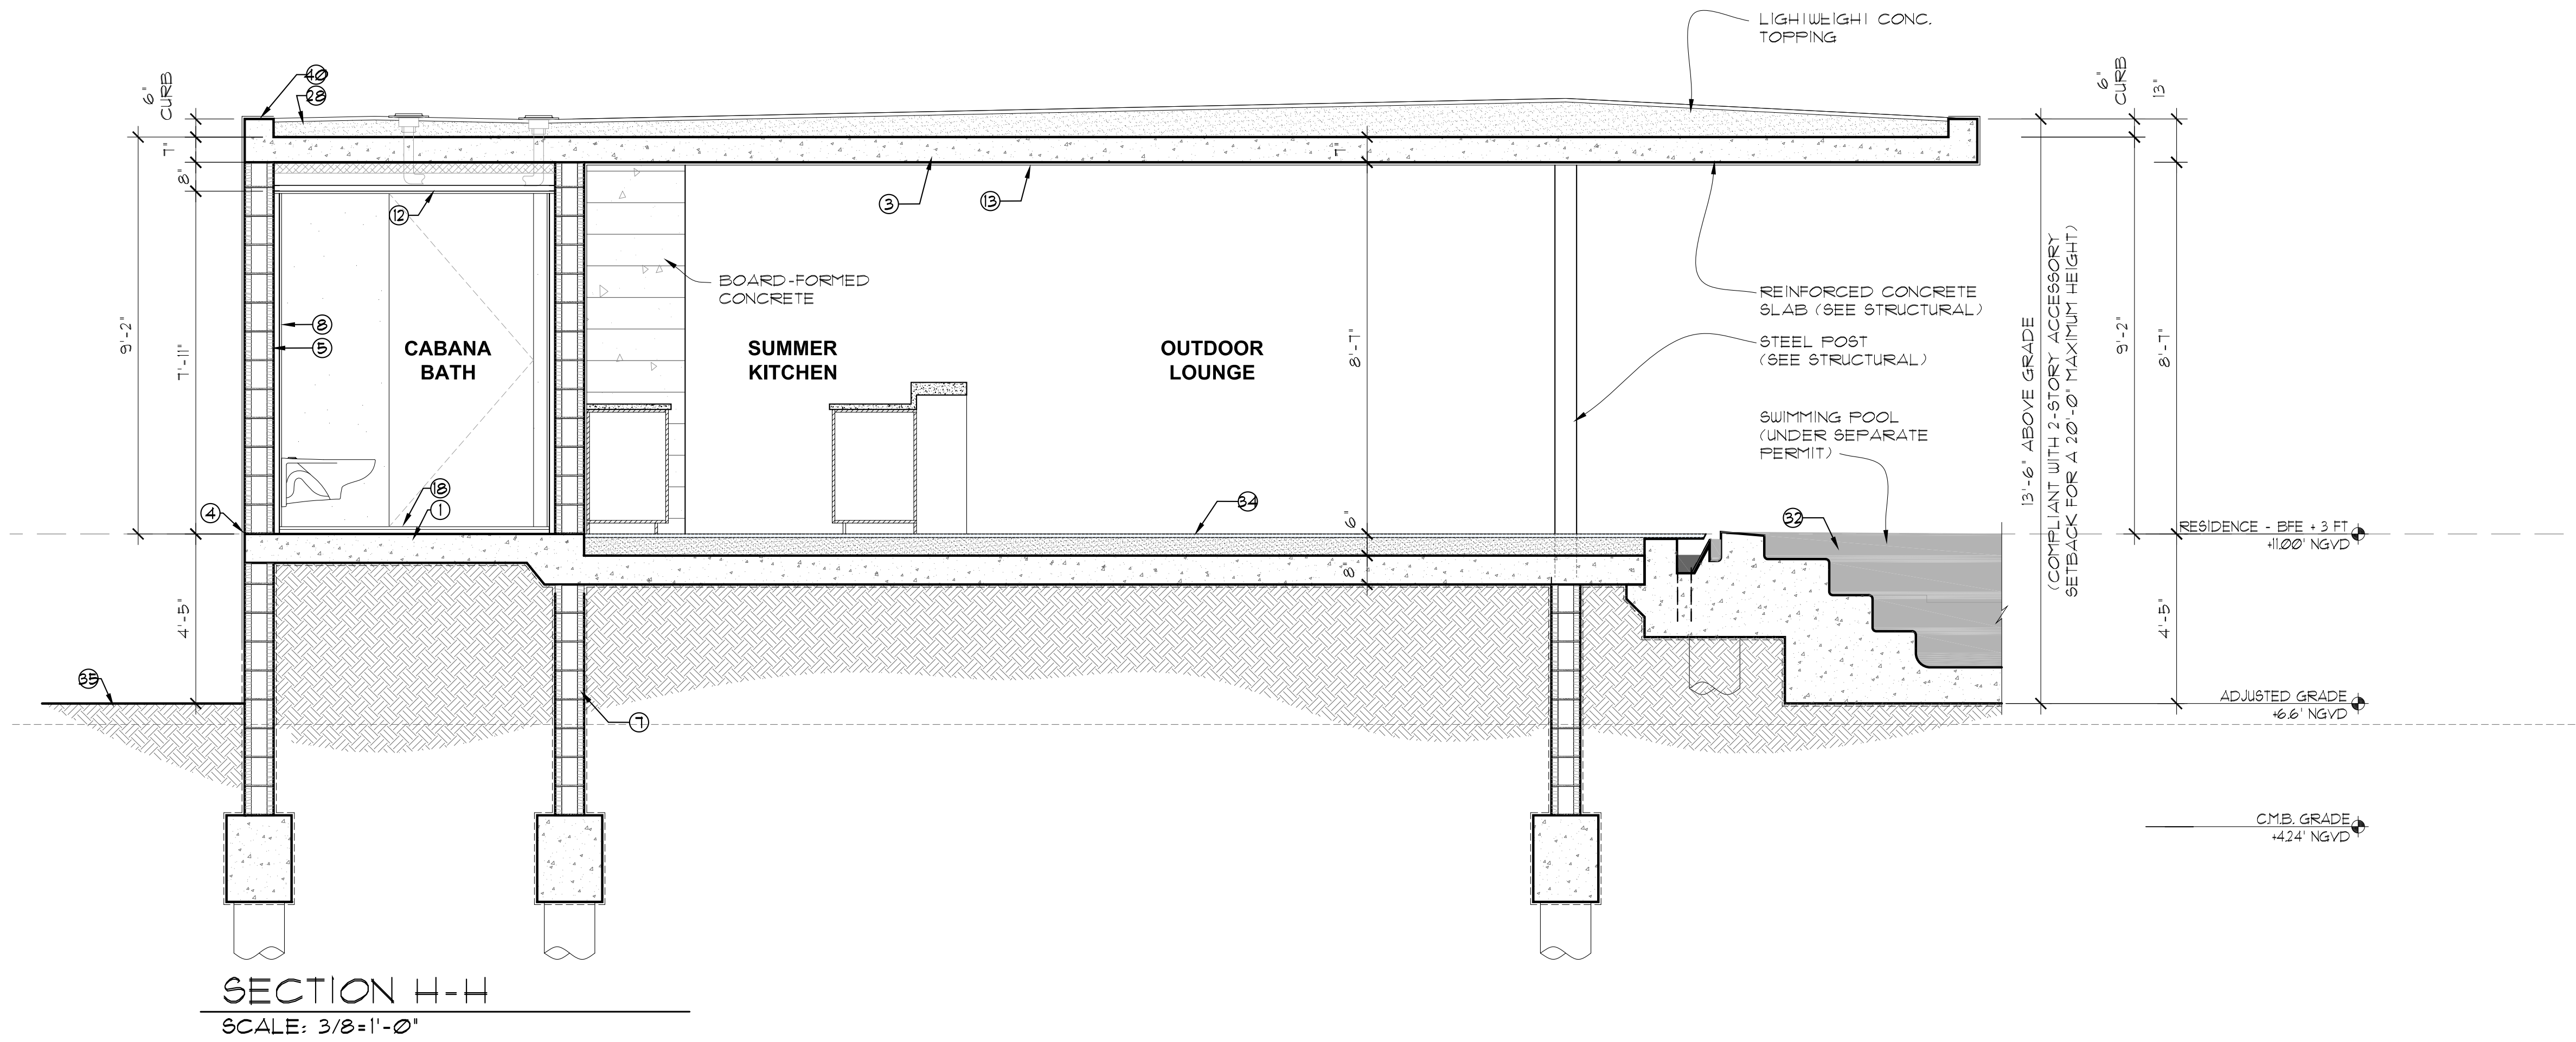 LIGHTWEIGHT CONC.
TOPPING
40
28
6"
CURB
7"
8"
9'-2"
7'-11"
4'-5"
6"
CURB
13"
7"
12
3
13
BOARD-FORMED
CONCRETE
REINFORCED CONCRETE
SLAB (SEE STRUCTURAL)
STEEL POST
(SEE STRUCTURAL)
8
5
CABANA
BATH
SUMMER
KITCHEN
OUTDOOR
LOUNGE
8'-7"
SWIMMING POOL
(UNDER SEPARATE
PERMIT)
13'-6" ABOVE GRADE
(COMPLIANT WITH 2-STORY ACCESSORY
SETBACK FOR A 20'-0" MAXIMUM HEIGHT)
9'-2"
8'-7"
4'-5"
18
1
4
34
6"
8"
32
RESIDENCE - BFE + 3 FT
+11.00' NGVD
35
7
ADJUSTED GRADE
+6.6' NGVD
C.M.B. GRADE
+4.24' NGVD
SECTION H-H
SCALE: 3/8=1'-0"